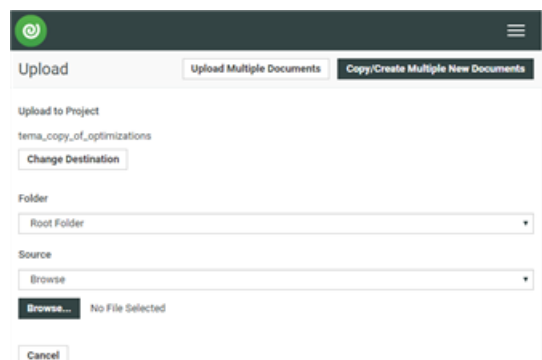 Upload
Upload Multiple Documents
Copy/Create Multiple New Documents
Upload to Project
tema_copy_of_optimizations
Change Destination
Folder
Root Folder
Source
Browse
Browse... No File Selected
Cancel